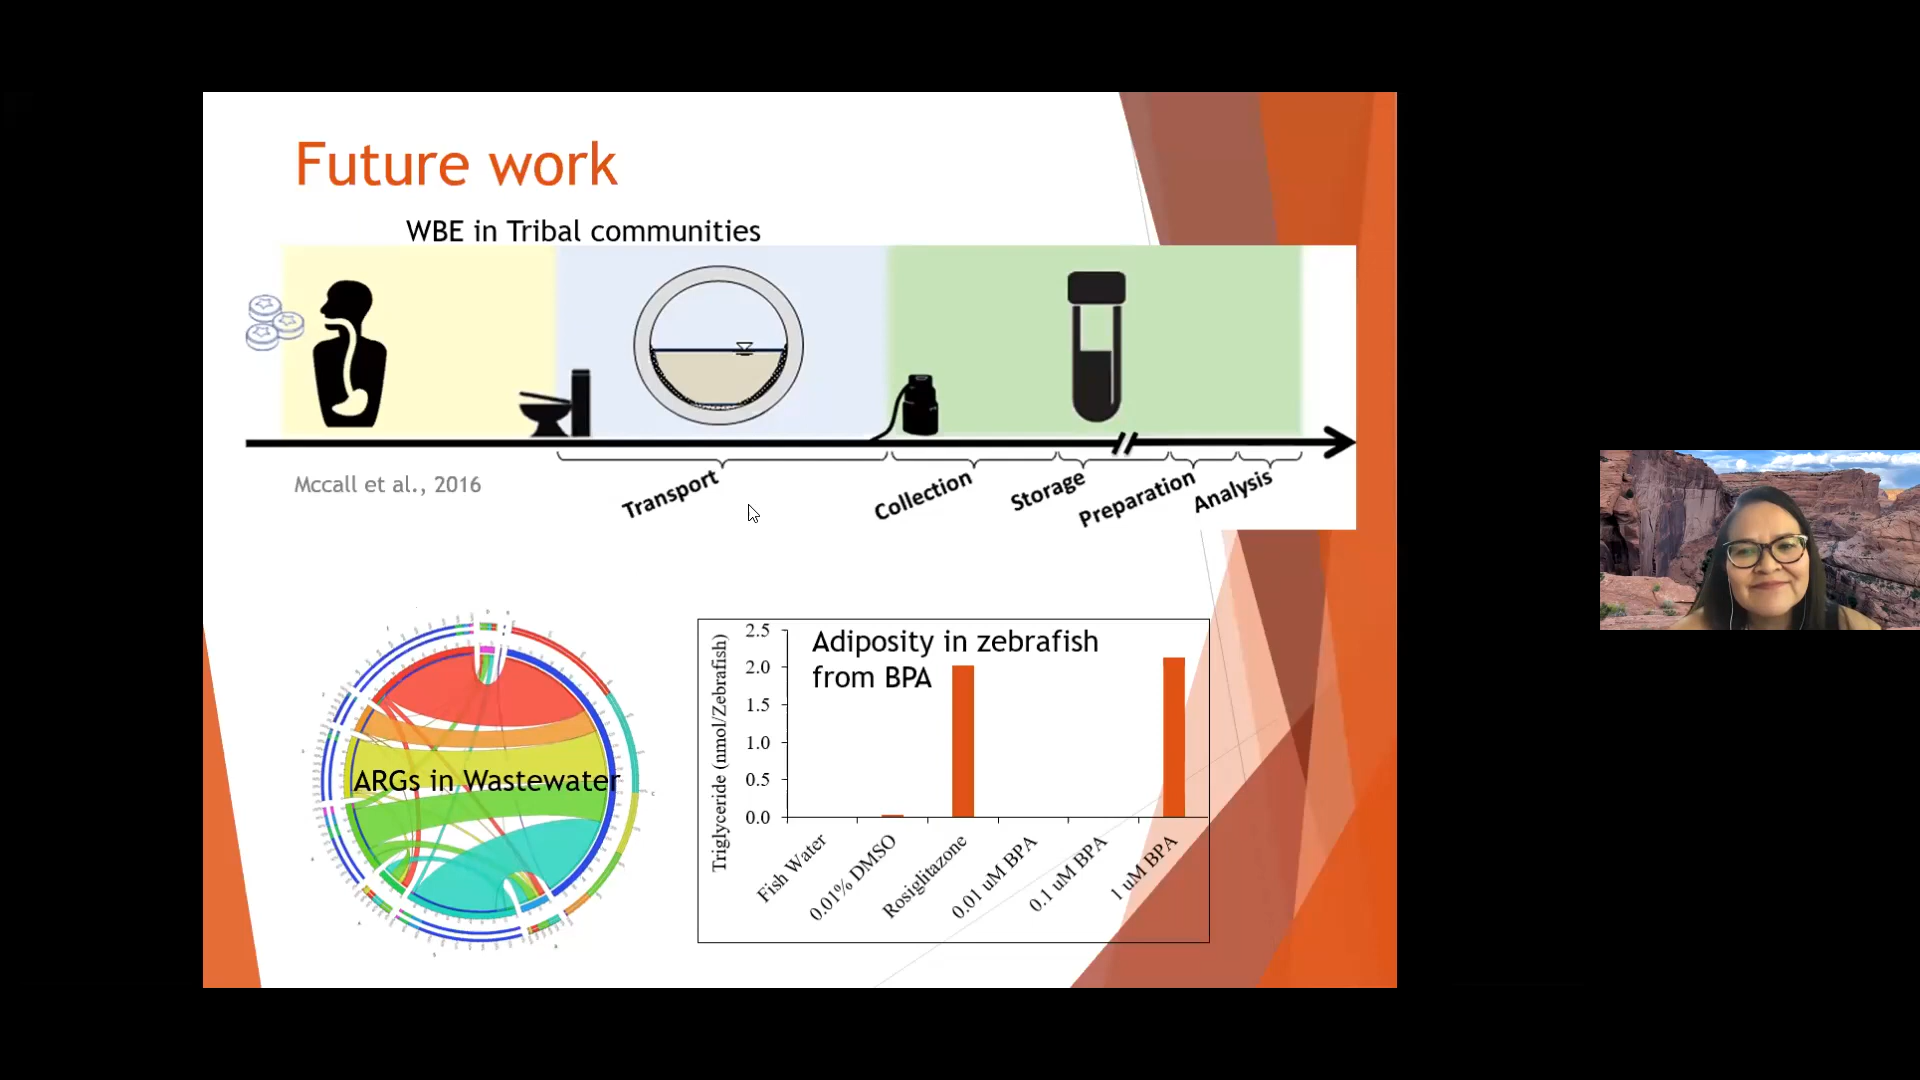 Future work
WBE in Tribal communities
Mccall et al., 2016
Transport
Collection
Storage
Preparation
Analysis
ARGs in Wastewater
Adiposity in zebrafish
from BPA
Triglyceride (nmol/Zebrafish)
2.5
2.0
1.5
1.0
0.5
0.0
Fish Water
0.01% DMSO
Rosiglitazone
0.01 uM BPA
0.1 uM BPA
1 uM BPA